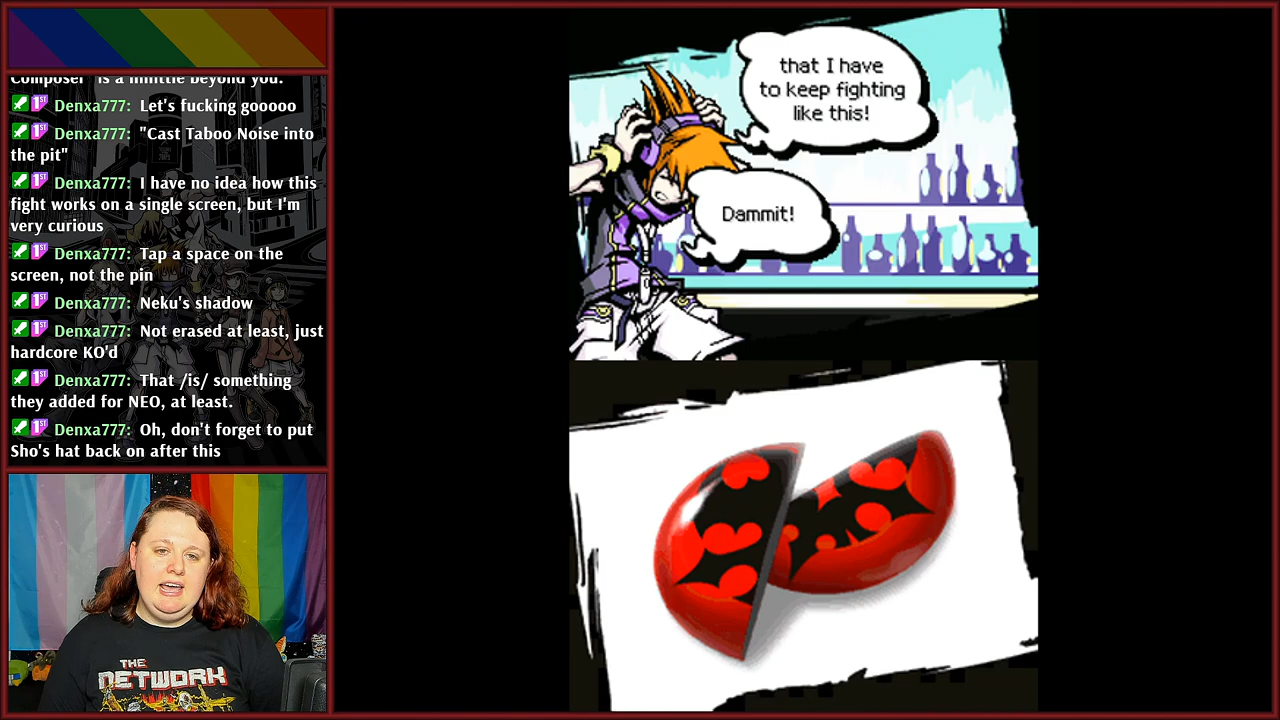 Composer" is a minttle beyond you.
Denxa777: Let's fucking gooooo
Denxa777: "Cast Taboo Noise into
the pit"
Denxa777: I have no idea how this
fight works on a single screen, but I'm
very curious
Denxa777: Tap a space on the
screen, not the pin
Denxa777: Neku's shadow
Denxa777: Not erased at least, just
hardcore KO'd
Denxa777: That /is/ something
they added for NEO, at least.
Denxa777: Oh, don't forget to put
Sho's hat back on after this
that I have
to keep fighting
like this!
Dammit!
THE
NETWORK